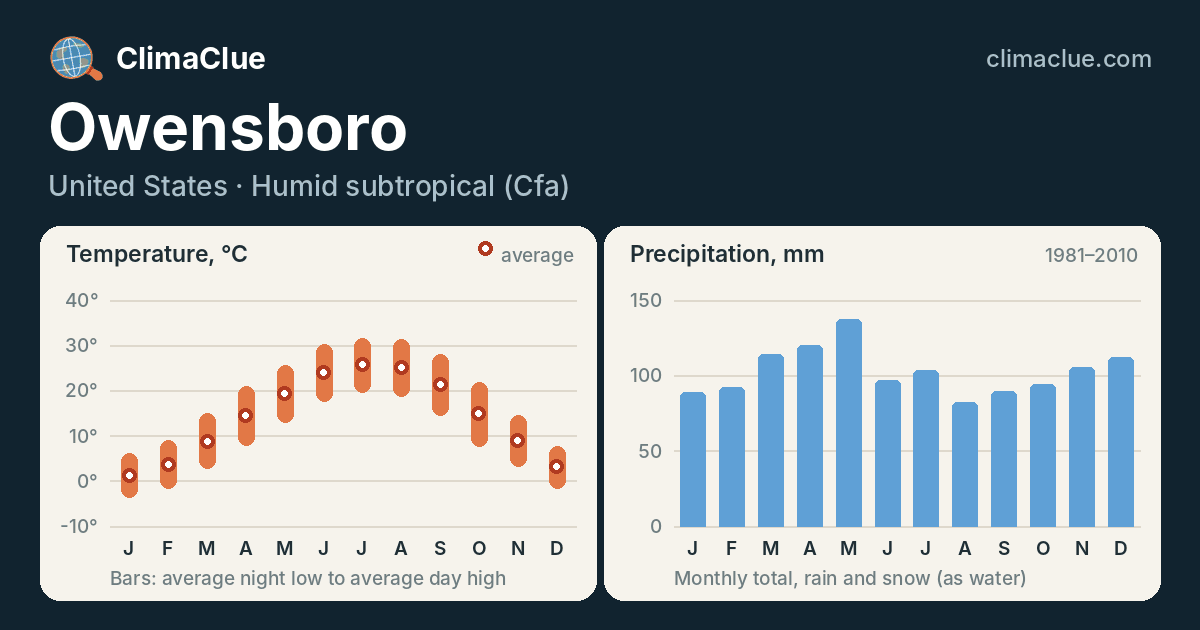 ClimaClue
climaclue.com
Owensboro
United States · Humid subtropical (Cfa)
Temperature, °C
average
40°
30°
20°
10°
0°
-10°
J F M A M J J A S O N D
Bars: average night low to average day high
Precipitation, mm
1981–2010
150
100
50
0
J F M A M J J A S O N D
Monthly total, rain and snow (as water)